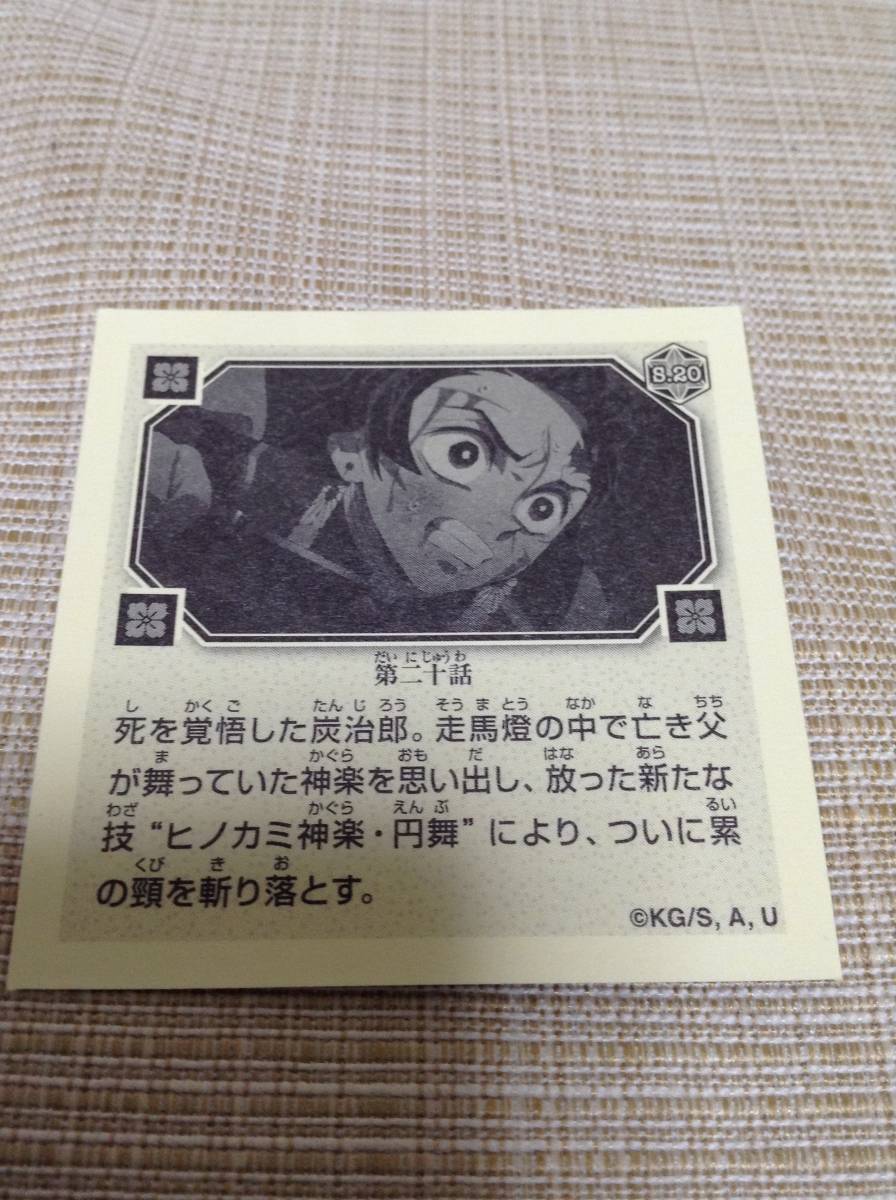 S.20
だいにじゅうわ
第二十話
しかくごたんじろうそうまとうなかなちち
死を覚悟した炭治郎。走馬燈の中で亡き父
まかぐらおもだはなあら
が舞っていた神楽を思い出し、放った新たな
わざかぐらえんぶるい
技“ヒノカミ神楽・円舞”により、ついに累
くびきお
の頸を斬り落とす。
©KG/S, A, U